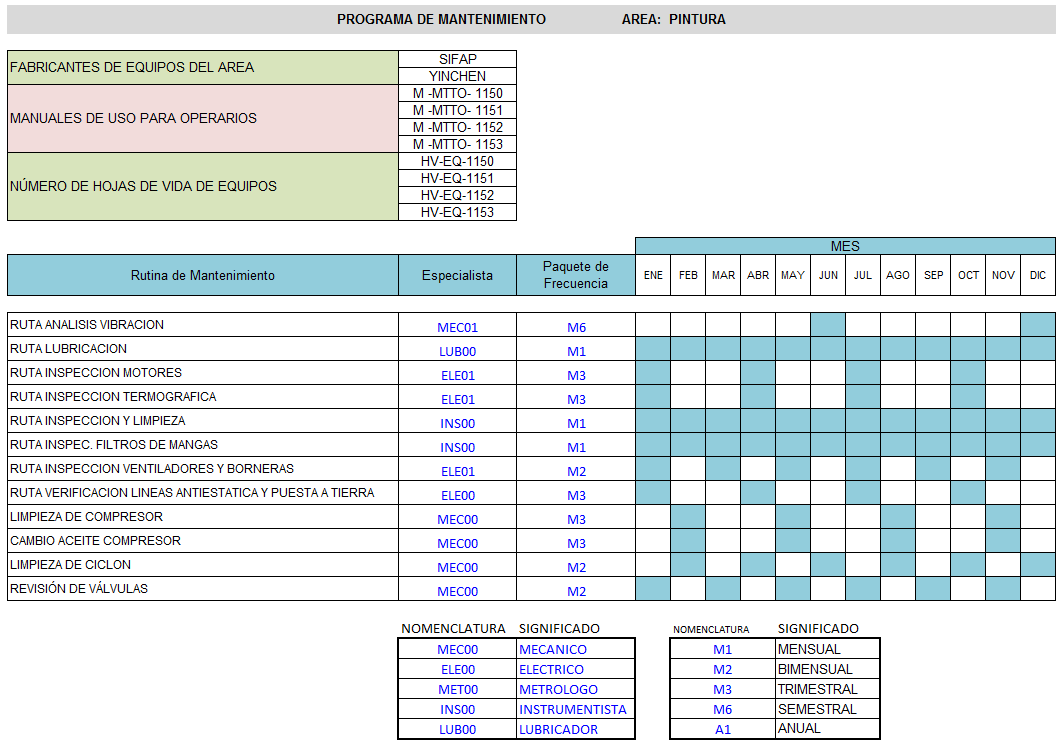 PROGRAMA DE MANTENIMIENTO AREA: PINTURA
FABRICANTES DE EQUIPOS DEL AREA
SIFAP
YINCHEN
MANUALES DE USO PARA OPERARIOS
M -MTTO- 1150
M -MTTO- 1151
M -MTTO- 1152
M -MTTO- 1153
NÚMERO DE HOJAS DE VIDA DE EQUIPOS
HV-EQ-1150
HV-EQ-1151
HV-EQ-1152
HV-EQ-1153
MES
Rutina de Mantenimiento Especialista Paquete de Frecuencia ENE FEB MAR ABR MAY JUN JUL AGO SEP OCT NOV DIC
RUTA ANALISIS VIBRACION MEC01 M6
RUTA LUBRICACION LUB00 M1
RUTA INSPECCION MOTORES ELE01 M3
RUTA INSPECCION TERMOGRAFICA ELE01 M3
RUTA INSPECCION Y LIMPIEZA INS00 M1
RUTA INSPEC. FILTROS DE MANGAS INS00 M1
RUTA INSPECCION VENTILADORES Y BORNERAS ELE01 M2
RUTA VERIFICACION LINEAS ANTIESTATICA Y PUESTA A TIERRA ELE00 M3
LIMPIEZA DE COMPRESOR MEC00 M3
CAMBIO ACEITE COMPRESOR MEC00 M3
LIMPIEZA DE CICLON MEC00 M2
REVISIÓN DE VÁLVULAS MEC00 M2
NOMENCLATURA SIGNIFICADO
MEC00 MECANICO
ELE00 ELECTRICO
MET00 METROLOGO
INS00 INSTRUMENTISTA
LUB00 LUBRICADOR
NOMENCLATURA SIGNIFICADO
M1 MENSUAL
M2 BIMENSUAL
M3 TRIMESTRAL
M6 SEMESTRAL
A1 ANUAL